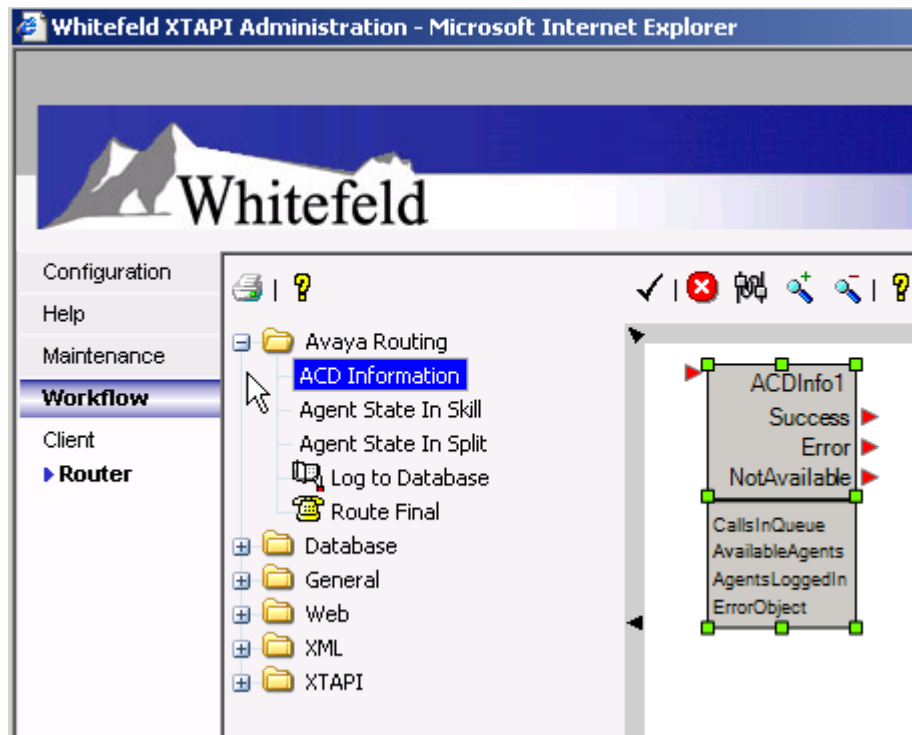 Whitefeld XTAPI Administration - Microsoft Internet Explorer
Whitefeld
Configuration
Help
Maintenance
Workflow
Client
Router
Avaya Routing
ACD Information
Agent State In Skill
Agent State In Split
Log to Database
Route Final
Database
General
Web
XML
XTAPI
ACDInfo1
Success
Error
NotAvailable
CallsInQueue
AvailableAgents
AgentsLoggedIn
ErrorObject